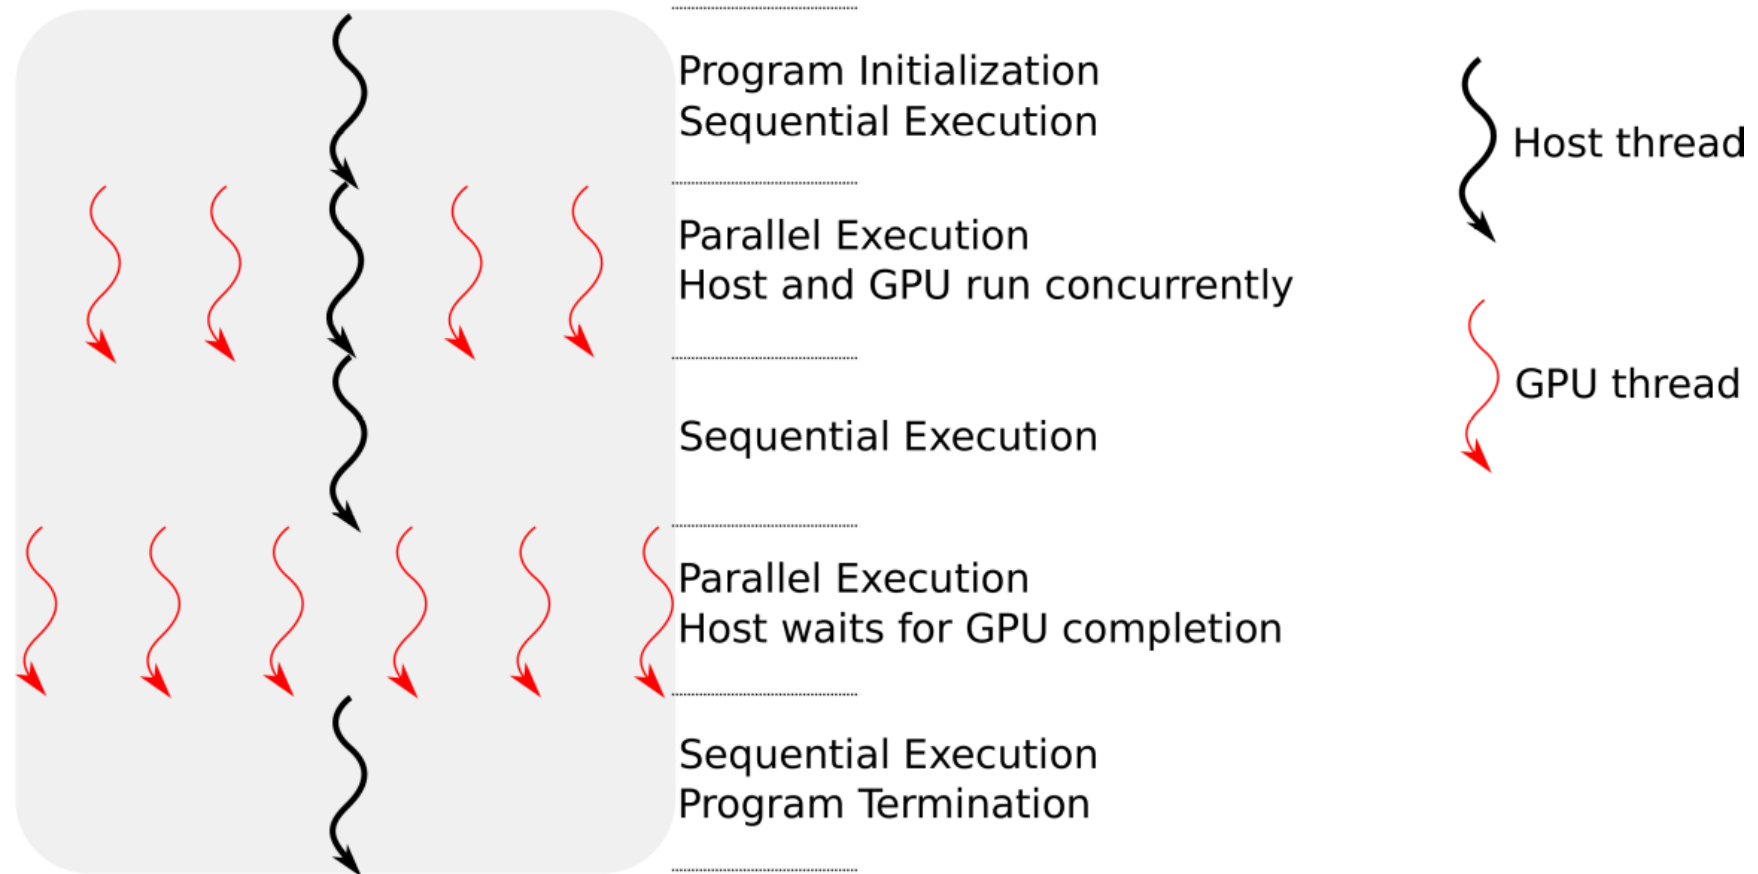 Program Initialization
Sequential Execution
Parallel Execution
Host and GPU run concurrently
Sequential Execution
Parallel Execution
Host waits for GPU completion
Sequential Execution
Program Termination
Host thread
GPU thread